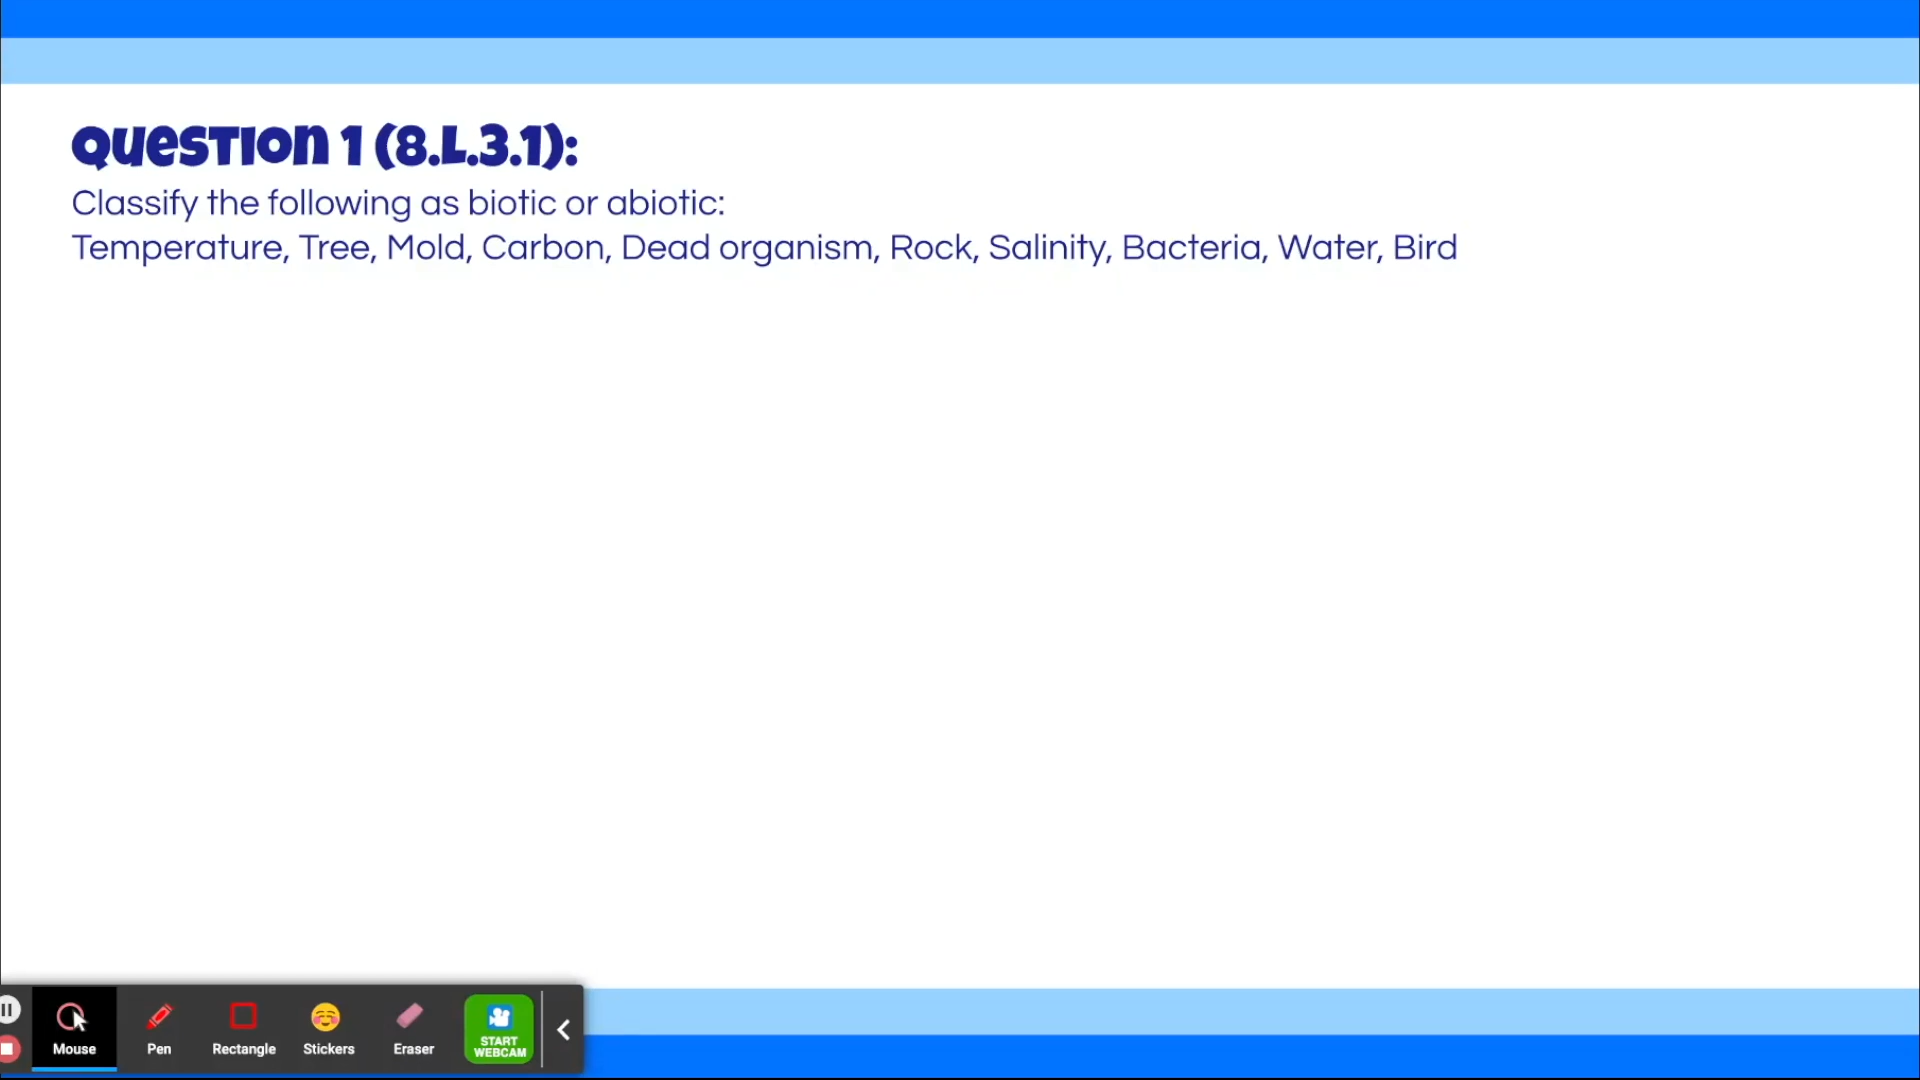 Question 1 (8.L.3.1):
Classify the following as biotic or abiotic:
Temperature, Tree, Mold, Carbon, Dead organism, Rock, Salinity, Bacteria, Water, Bird
Mouse
Pen
Rectangle
Stickers
Eraser
START
WEBCAM